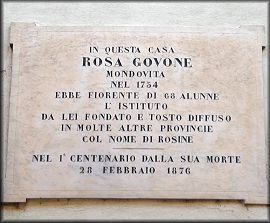 IN QUESTA CASA
ROSA GOVONE
MONDOVITA
NEL 1754
EBBE FIORENTE DI 68 ALUNNE
L'ISTITUTO
DA LEI FONDATO E TOSTO DIFFUSO
IN MOLTE ALTRE PROVINCIE
COL NOME DI ROSINE
NEL 1° CENTENARIO DALLA SUA MORTE
28 FEBBRAIO 1876